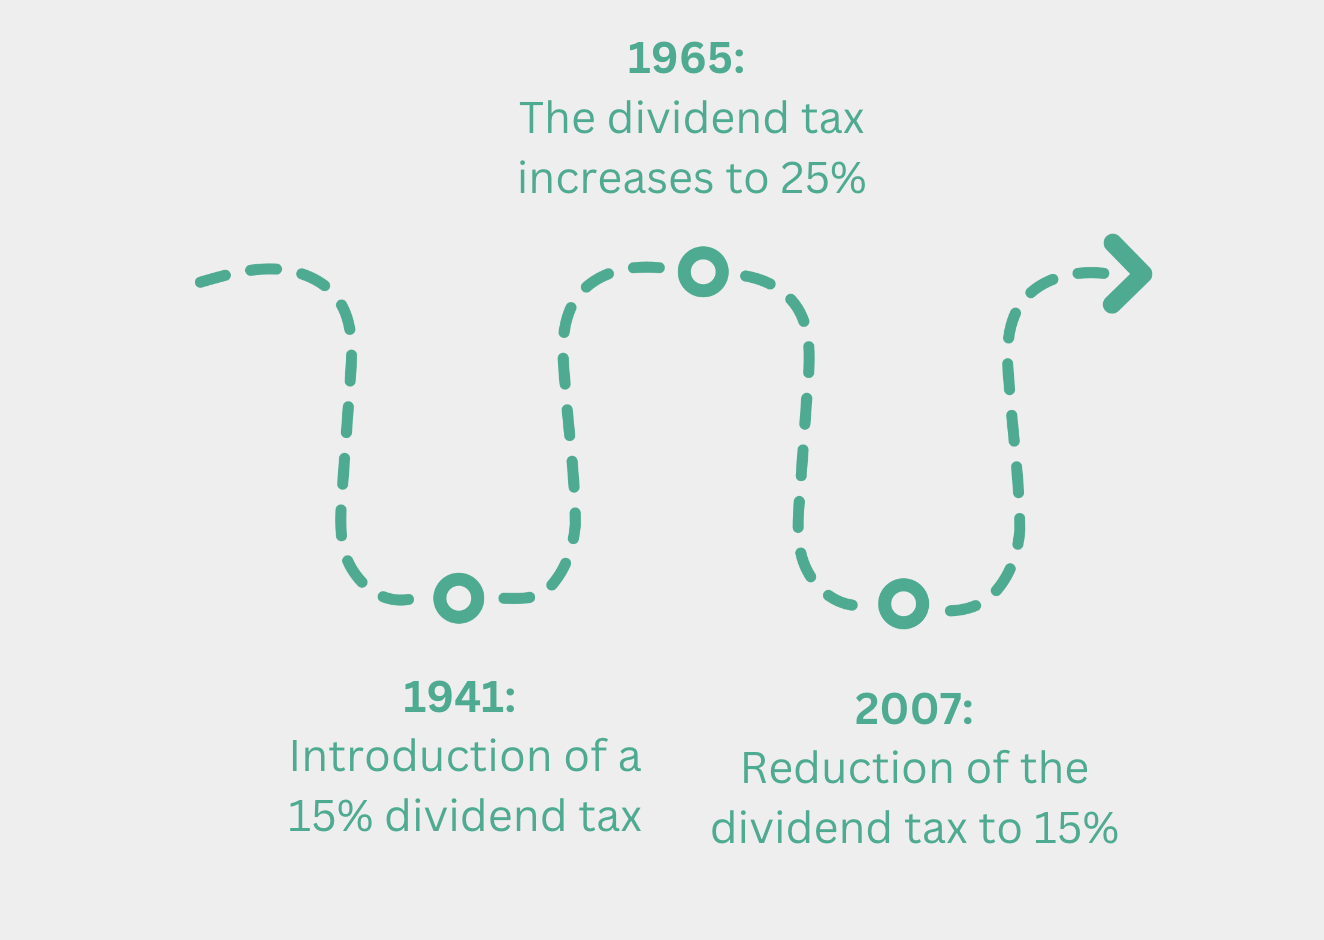 1965:
The dividend tax
increases to 25%
1941:
Introduction of a
15% dividend tax
2007:
Reduction of the
dividend tax to 15%